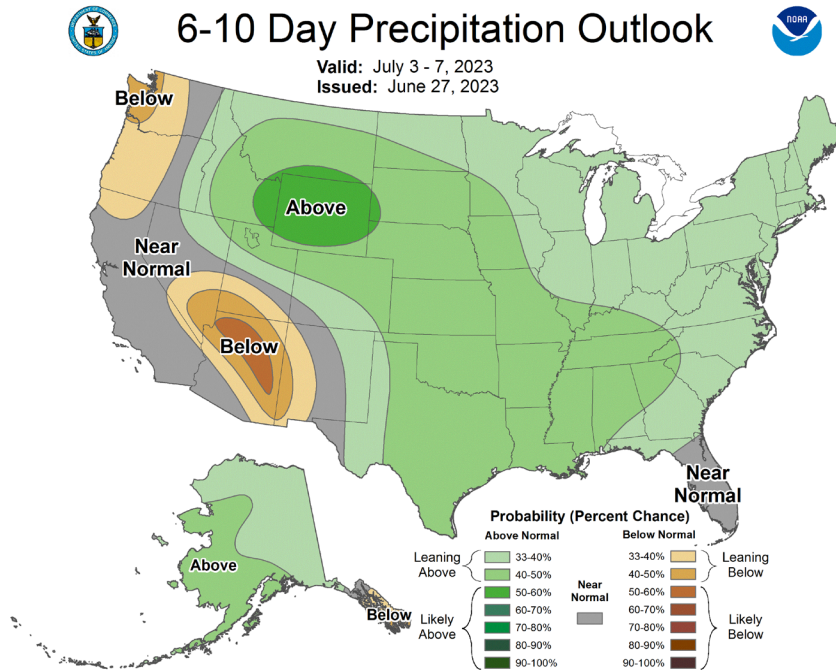 6-10 Day Precipitation Outlook
NOAA
Valid: July 3 - 7, 2023
Issued: June 27, 2023
Below
Above
Near
Normal
Below
Near
Normal
Above
Below
Probability (Percent Chance)
Above Normal
Below Normal
Leaning
Above
33-40%
40-50%
Likely
Above
50-60%
60-70%
70-80%
80-90%
90-100%
Near
Normal
33-40%
40-50%
Leaning
Below
50-60%
60-70%
70-80%
80-90%
90-100%
Likely
Below